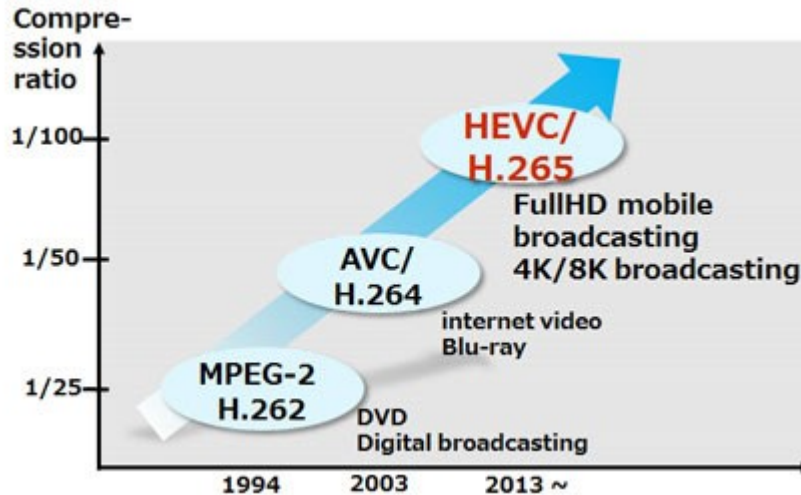 Compre-
ssion
ratio
1/100
HEVC/
H.265
FullHD mobile
broadcasting
4K/8K broadcasting
1/50
AVC/
H.264
internet video
Blu-ray
1/25
MPEG-2
H.262
DVD
Digital broadcasting
1994
2003
2013 ~